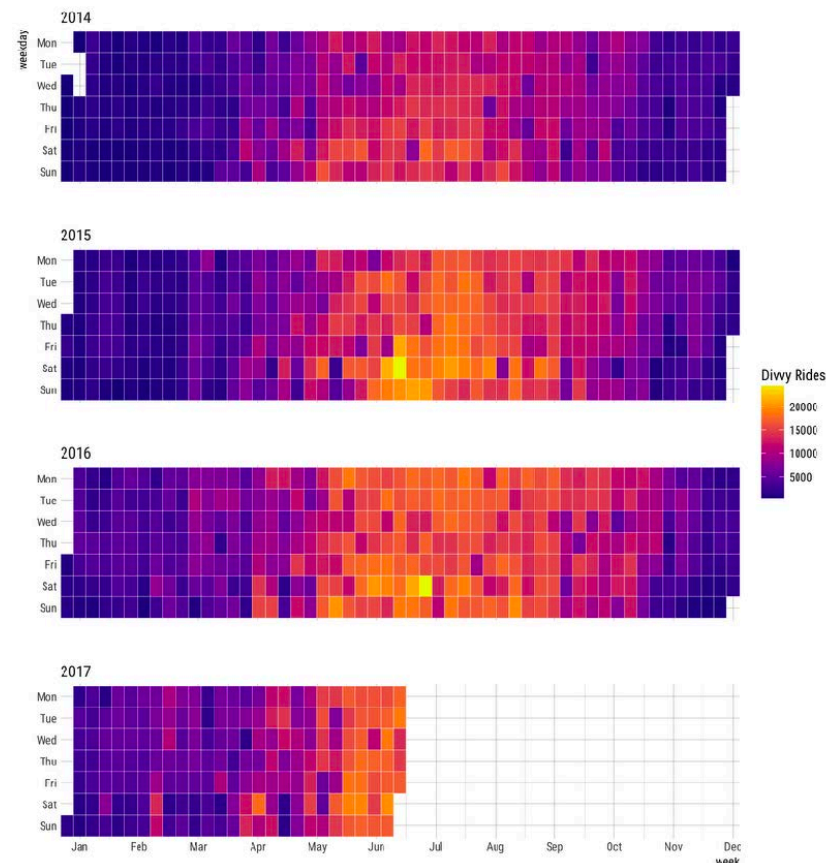 2014
weekday
Mon
Tue
Wed
Thu
Fri
Sat
Sun
2015
Mon
Tue
Wed
Thu
Fri
Sat
Sun
Divvy Rides
20000
15000
10000
5000
2016
Mon
Tue
Wed
Thu
Fri
Sat
Sun
2017
Mon
Tue
Wed
Thu
Fri
Sat
Sun
Jan Feb Mar Apr May Jun Jul Aug Sep Oct Nov Dec
week